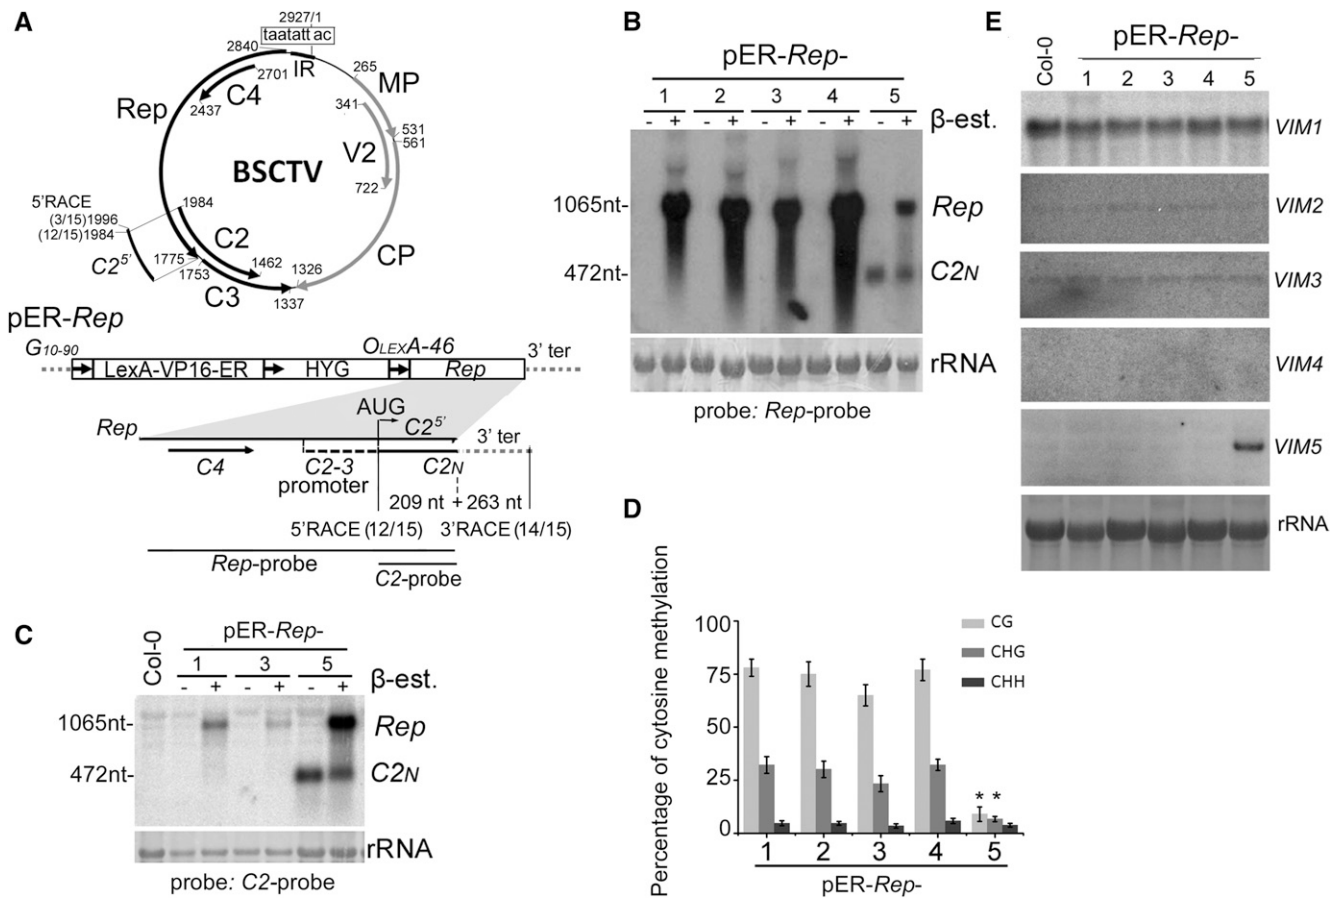 A
2927/1
taatatt ac
2840
IR
2701
C4
2437
Rep
265
MP
341
531
561
V2
722
BSCTV
5'RACE
(3/15)1996
(12/15)1984
1984
C2
C2 5'
1775
1753
1462
C3
1326
1337
CP
pER-Rep
G10-90
OLEXA-46
3' ter
LexA-VP16-ER
HYG
Rep
AUG
C2 5'
Rep
3' ter
C4
C2-3
promoter
C2N
209 nt + 263 nt
5'RACE (12/15) 3'RACE (14/15)
Rep-probe
C2-probe
B
pER-Rep-
1 2 3 4 5
- + - + - + - + - + β-est.
1065nt- Rep
472nt- C2N
rRNA
probe: Rep-probe
C
Col-0
pER-Rep-
1 3 5
- + - + - + β-est.
1065nt- Rep
472nt- C2N
rRNA
probe: C2-probe
D
Percentage of cytosine methylation
100
75
50
25
0
CG
CHG
CHH
* *
1 2 3 4 5
pER-Rep-
E
Col-0
pER-Rep-
1 2 3 4 5
VIM1
VIM2
VIM3
VIM4
VIM5
rRNA